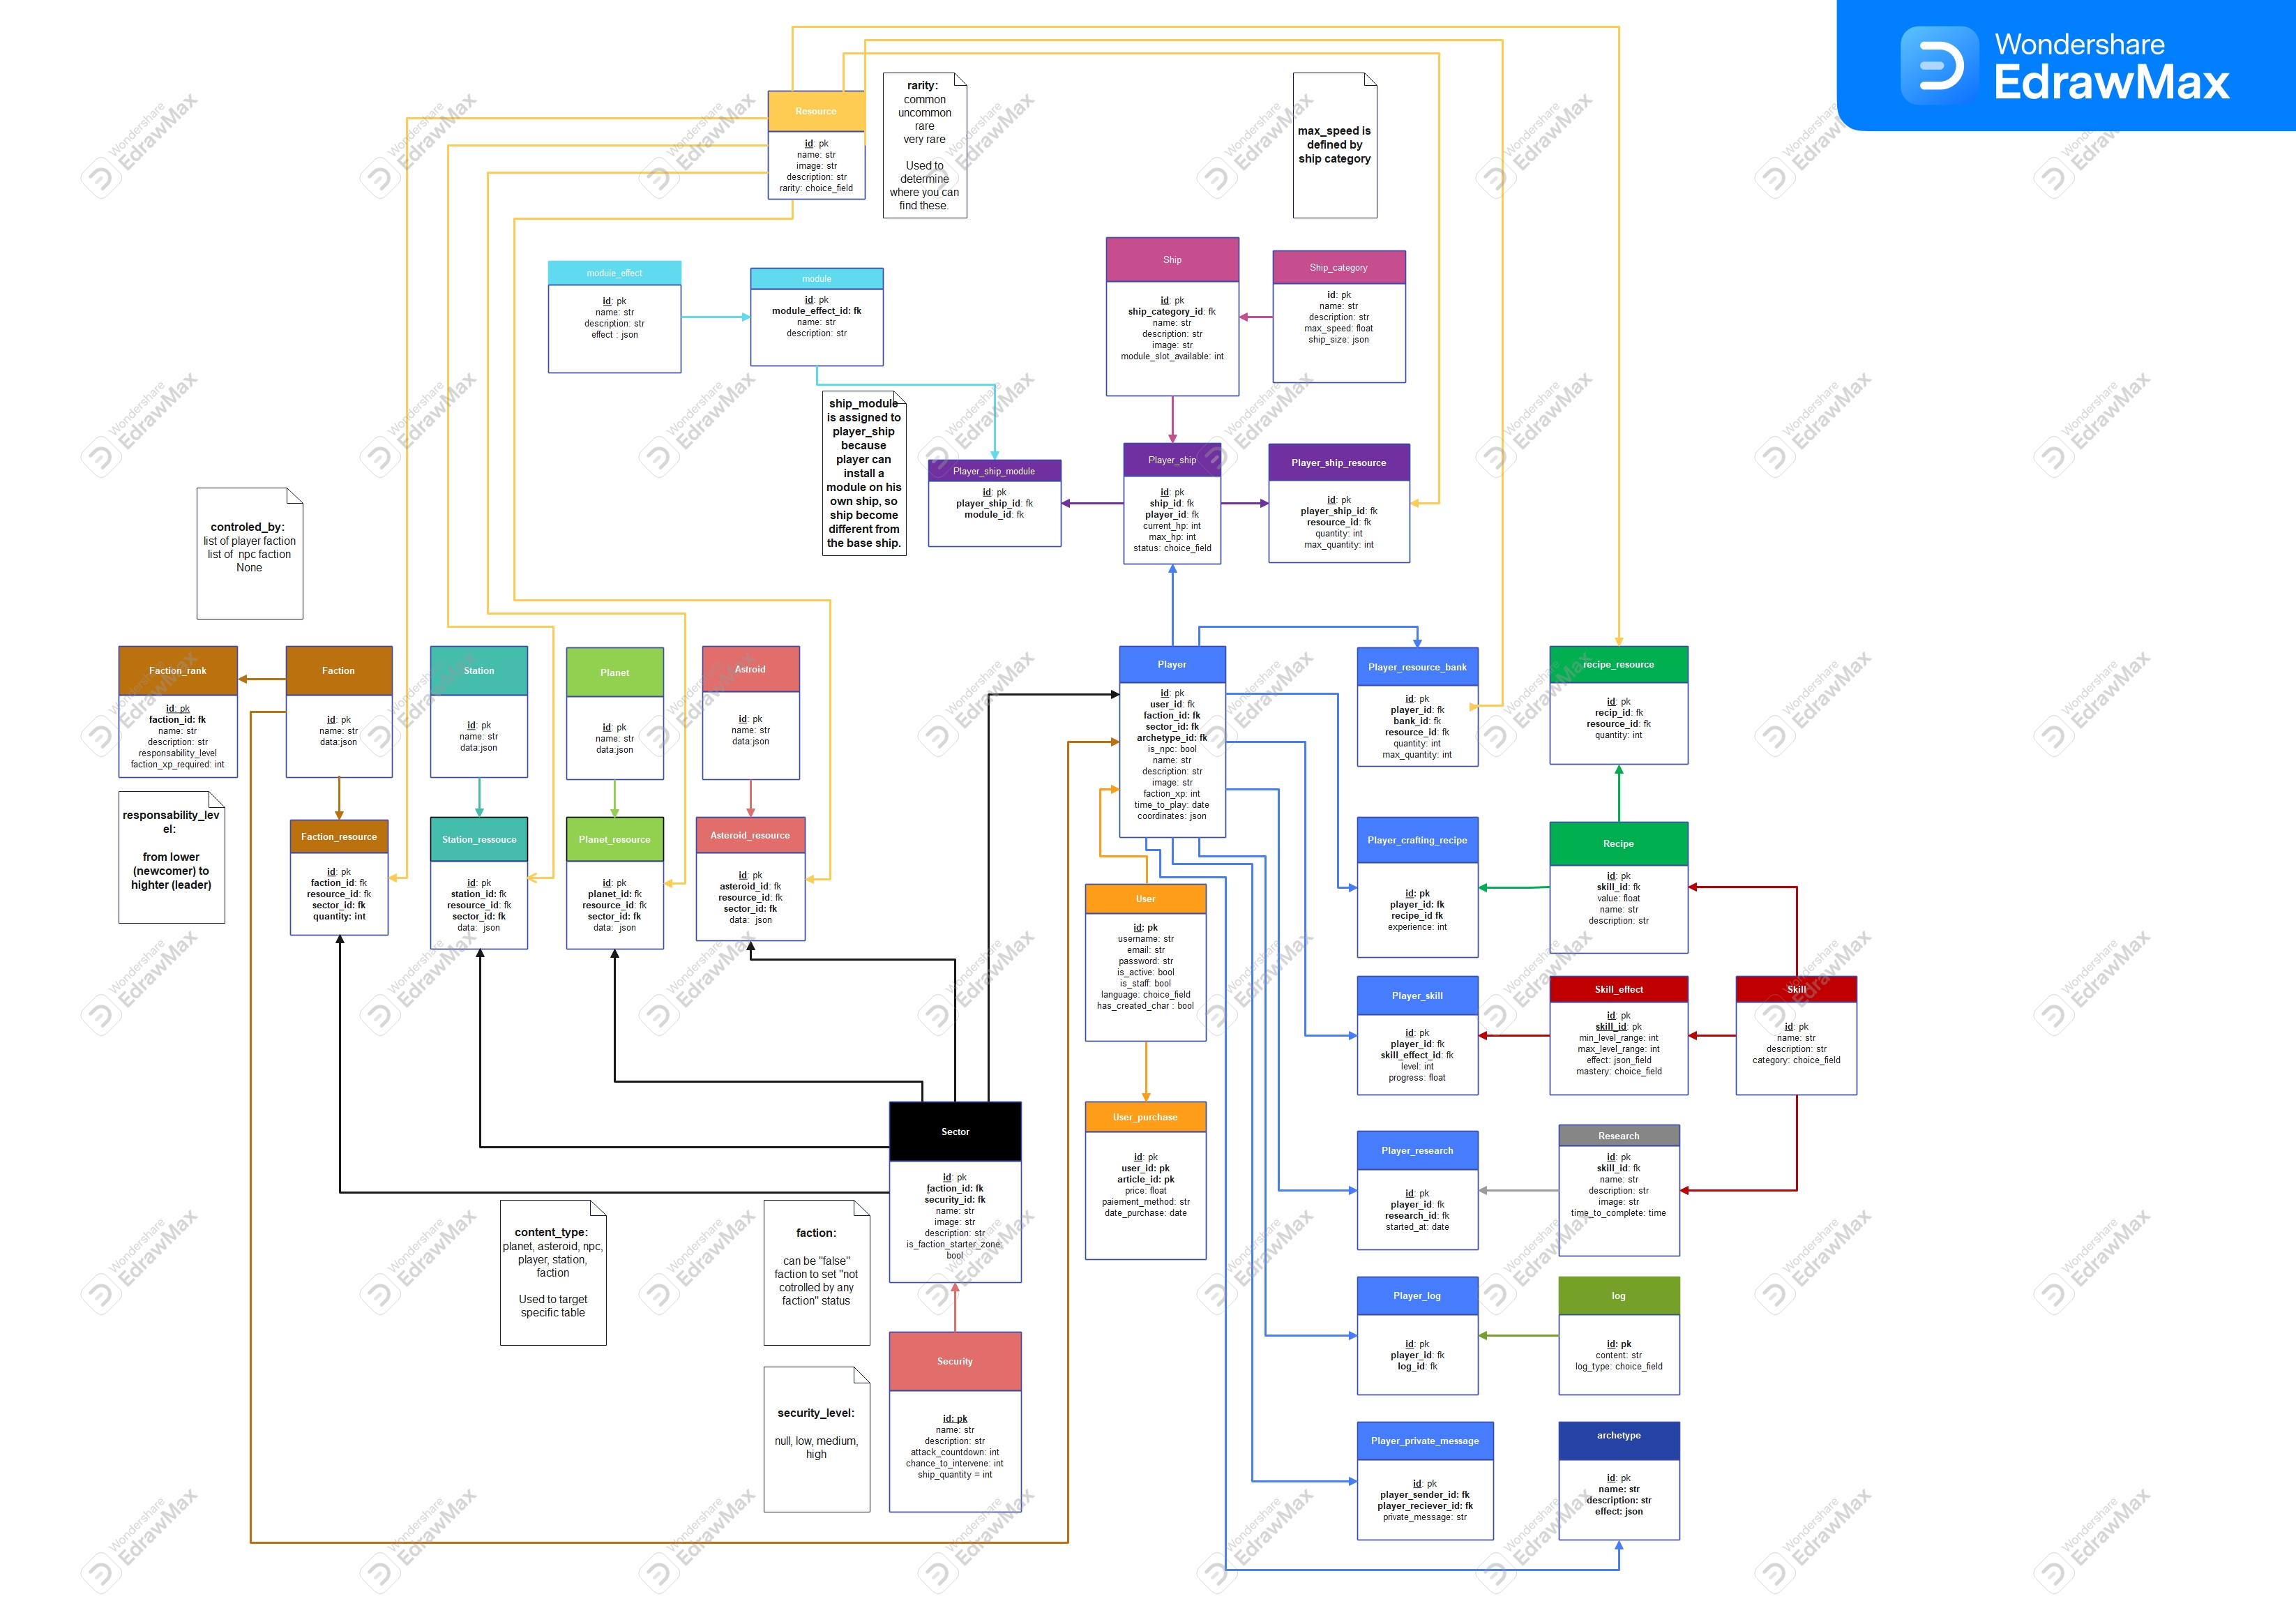 Wondershare
EdrawMax
Resource
id: pk
name: str
image: str
description: str
rarity: choice_field
rarity:
common
uncommon
rare
very rare
Used to
determine
where you can
find these.
max_speed is
defined by
ship category
module_effect
id: pk
name: str
description: str
effect : json
module
id: pk
module_effect_id: fk
name: str
description: str
Ship
id: pk
ship_category_id: fk
name: str
description: str
image: str
module_slot_available: int
Ship_category
id: pk
name: str
description: str
max_speed: float
ship_size: json
ship_module
is assigned to
player_ship
because
player can
install a
module on his
own ship, so
ship become
different from
the base ship.
Player_ship_module
id: pk
player_ship_id: fk
module_id: fk
Player_ship
id: pk
ship_id: fk
player_id: fk
current_hp: int
max_hp: int
status: choice_field
Player_ship_resource
id: pk
player_ship_id: fk
resource_id: fk
quantity: int
max_quantity: int
controled_by:
list of player faction
list of npc faction
None
Faction_rank
id: pk
faction_id: fk
name: str
description: str
responsability_level
faction_xp_required: int
Faction
id: pk
name: str
data:json
Station
id: pk
name: str
data:json
Planet
id: pk
name: str
data:json
Astroid
id: pk
name: str
data:json
Player
id: pk
user_id: fk
faction_id: fk
sector_id: fk
archetype_id: fk
is_npc: bool
name: str
description: str
image: str
faction_xp: int
time_to_play: date
coordinates: json
Player_resource_bank
id: pk
player_id: fk
bank_id: fk
resource_id: fk
quantity: int
max_quantity: int
recipe_resource
id: pk
recip_id: fk
resource_id: fk
quantity: int
responsability_lev
el:
from lower
(newcomer) to
highter (leader)
Faction_resource
id: pk
faction_id: fk
resource_id: fk
sector_id: fk
quantity: int
Station_ressouce
id: pk
station_id: fk
resource_id: fk
sector_id: fk
data: json
Planet_resource
id: pk
planet_id: fk
resource_id: fk
sector_id: fk
data: json
Asteroid_resource
id: pk
asteroid_id: fk
resource_id: fk
sector_id: fk
data: json
Player_crafting_recipe
id: pk
player_id: fk
recipe_id fk
experience: int
Recipe
id: pk
skill_id: fk
value: float
name: str
description: str
User
id: pk
username: str
email: str
password: str
is_active: bool
is_staff: bool
language: choice_field
has_created_char : bool
Player_skill
id: pk
player_id: fk
skill_effect_id: fk
level: int
progress: float
Skill_effect
id: pk
skill_id: pk
min_level_range: int
max_level_range: int
effect: json_field
mastery: choice_field
Skill
id: pk
name: str
description: str
category: choice_field
Sector
id: pk
faction_id: fk
security_id: fk
name: str
image: str
description: str
is_faction_starter_zone:
bool
User_purchase
id: pk
user_id: pk
article_id: pk
price: float
paiement_method: str
date_purchase: date
Player_research
id: pk
player_id: fk
research_id: fk
started_at: date
Research
id: pk
skill_id: fk
name: str
description: str
image: str
time_to_complete: time
content_type:
planet, asteroid, npc,
player, station,
faction
Used to target
specific table
faction:
can be "false"
faction to set "not
cotrolled by any
faction" status
Player_log
id: pk
player_id: fk
log_id: fk
log
id: pk
content: str
log_type: choice_field
security_level:
null, low, medium,
high
Security
id: pk
name: str
description: str
attack_countdown: int
chance_to_intervene: int
ship_quantity = int
Player_private_message
id: pk
player_sender_id: fk
player_reciever_id: fk
private_message: str
archetype
id: pk
name: str
description: str
effect: json